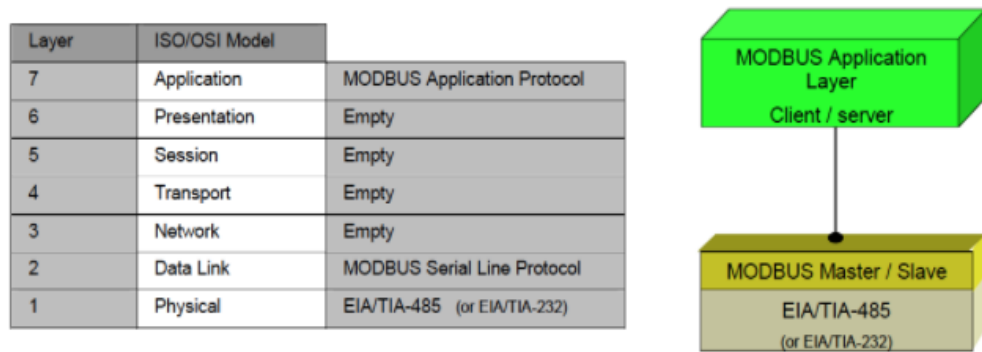 Layer ISO/OSI Model
7 Application MODBUS Application Protocol
6 Presentation Empty
5 Session Empty
4 Transport Empty
3 Network Empty
2 Data Link MODBUS Serial Line Protocol
1 Physical EIA/TIA-485 (or EIA/TIA-232)
MODBUS Application
Layer
Client / server
MODBUS Master / Slave
EIA/TIA-485
(or EIA/TIA-232)